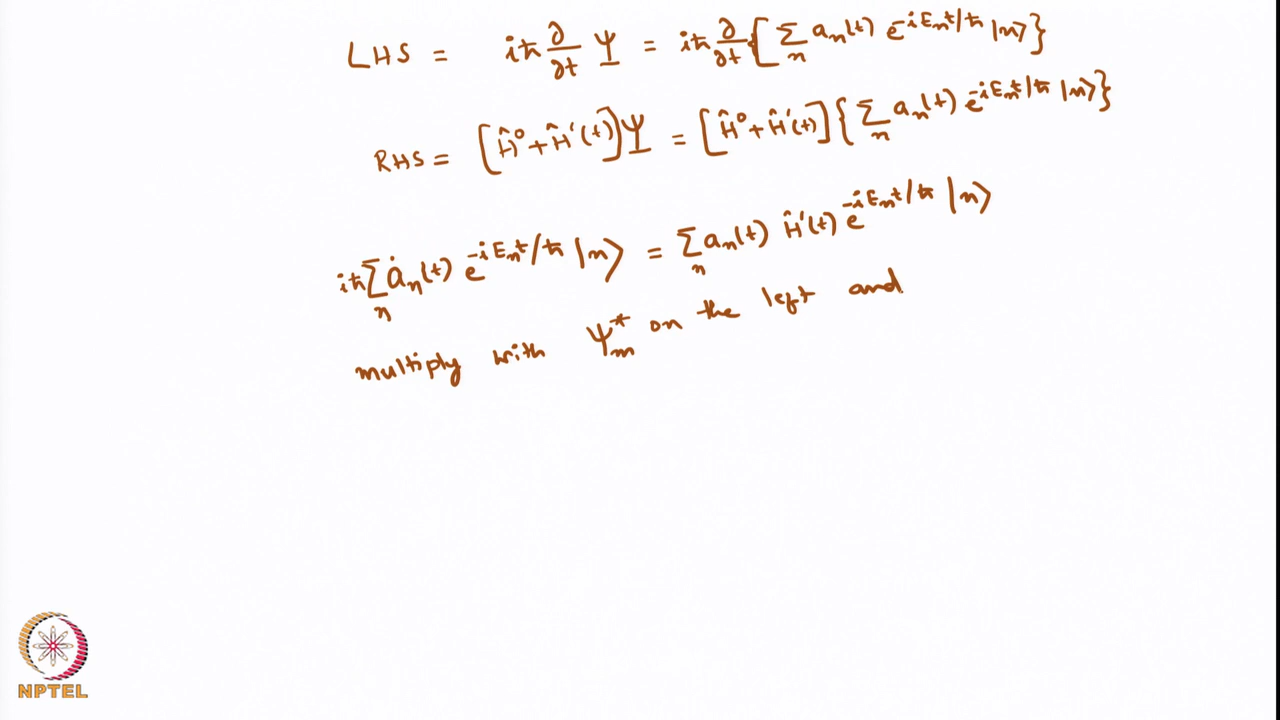 LHS = iħ ∂/∂t Ψ = iħ ∂/∂t { Σ_n a_n(t) e^{-iE_n t/ħ} |n> }
RHS = [Ĥ⁰ + Ĥ'(t)] Ψ = [Ĥ⁰ + Ĥ'(t)] { Σ_n a_n(t) e^{-iE_n t/ħ} |n> }
iħ Σ_n ȧ_n(t) e^{-iE_n t/ħ} |n> = Σ_n a_n(t) Ĥ'(t) e^{-iE_n t/ħ} |n>
multiply with Ψ_m^* on the left and
NPTEL